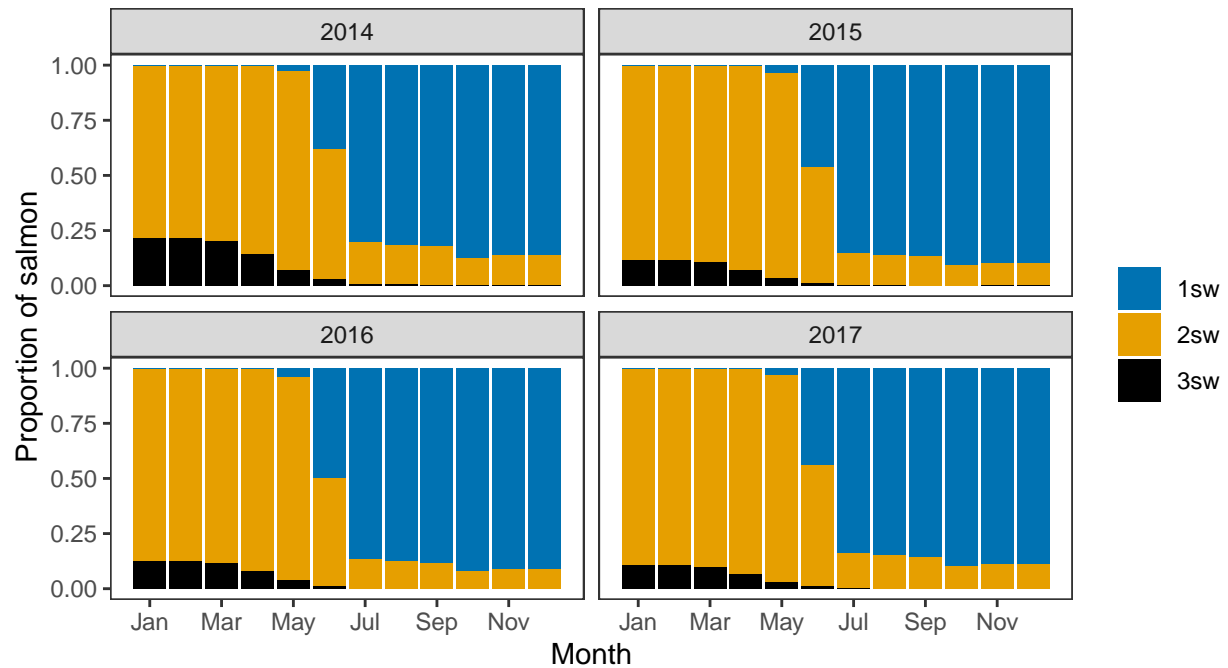 2014
2015
1.00
0.75
0.50
0.25
0.00
2016
2017
1.00
0.75
0.50
0.25
0.00
Jan
Mar
May
Jul
Sep
Nov
Jan
Mar
May
Jul
Sep
Nov
Month
Proportion of salmon
1sw
2sw
3sw